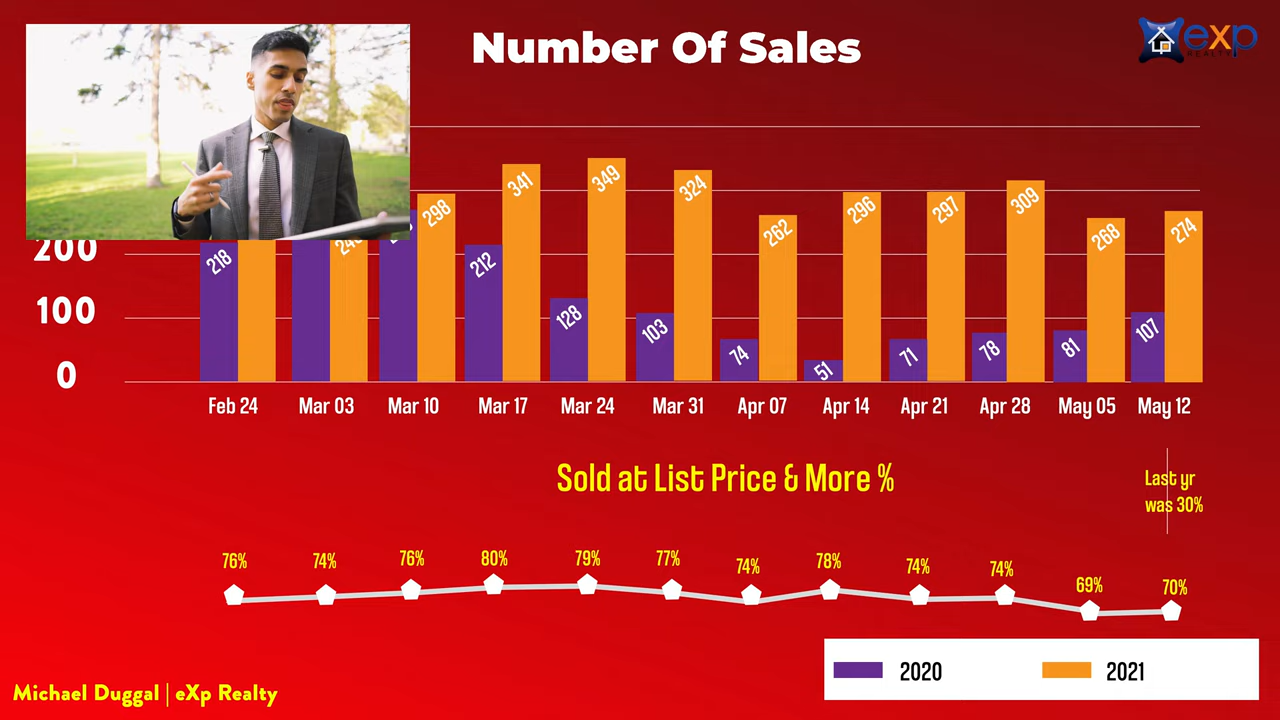 Number Of Sales
exp
REALTY
341
349
324
298
309
296
297
262
268
274
218
212
128
103
74
51
71
78
81
107
200
100
0
Feb 24 Mar 03 Mar 10 Mar 17 Mar 24 Mar 31 Apr 07 Apr 14 Apr 21 Apr 28 May 05 May 12
Sold at List Price & More %
Last yr
was 30%
76% 74% 76% 80% 79% 77% 74% 78% 74% 74% 69% 70%
2020 2021
Michael Duggal | eXp Realty